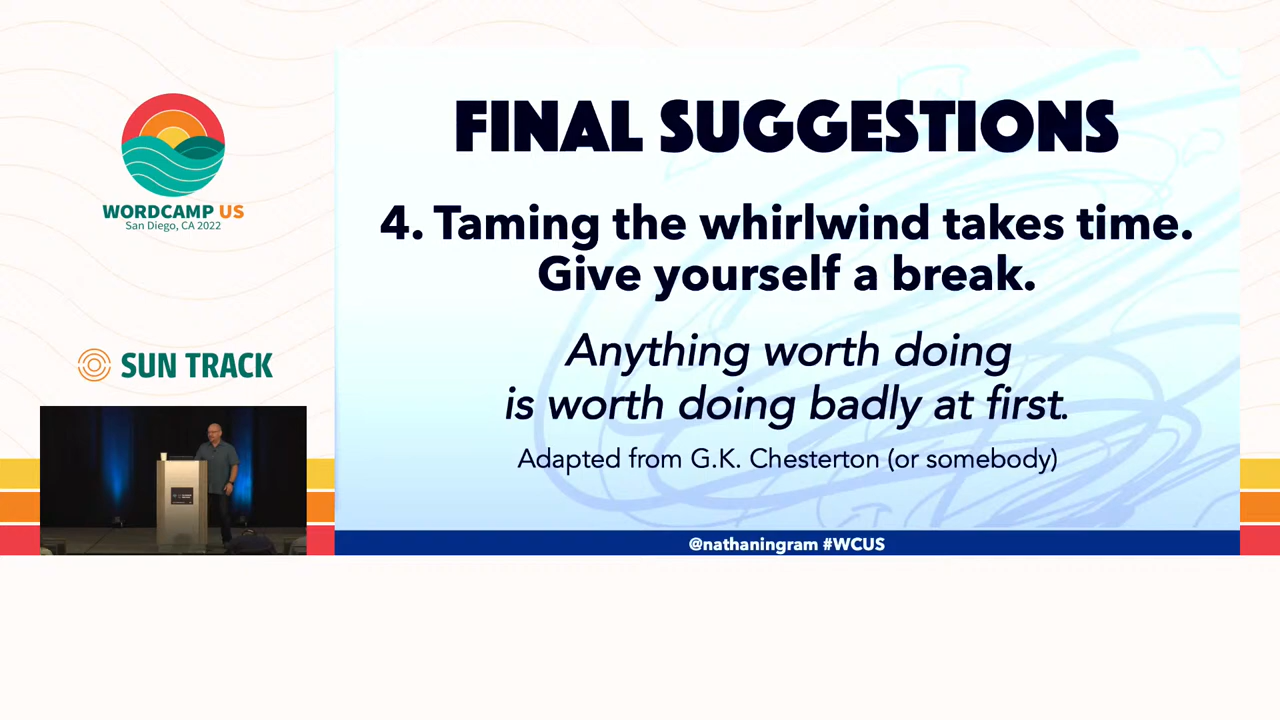 WORDCAMP US
San Diego, CA 2022
SUN TRACK
FINAL SUGGESTIONS
4. Taming the whirlwind takes time.
Give yourself a break.
Anything worth doing
is worth doing badly at first.
Adapted from G.K. Chesterton (or somebody)
@nathaningram #WCUS